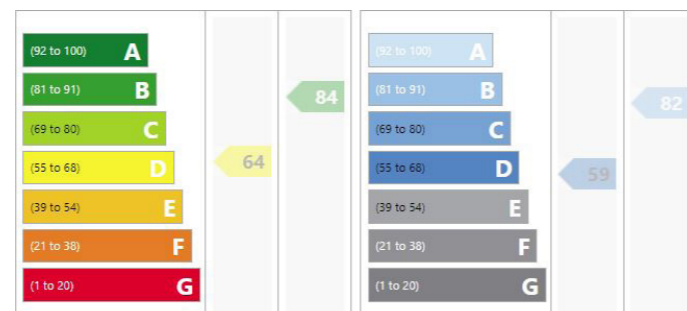 (92 to 100) A
(81 to 91) B
84
(69 to 80) C
(55 to 68) D
64
(39 to 54) E
(21 to 38) F
(1 to 20) G
(92 to 100) A
(81 to 91) B
82
(69 to 80) C
(55 to 68) D
59
(39 to 54) E
(21 to 38) F
(1 to 20) G